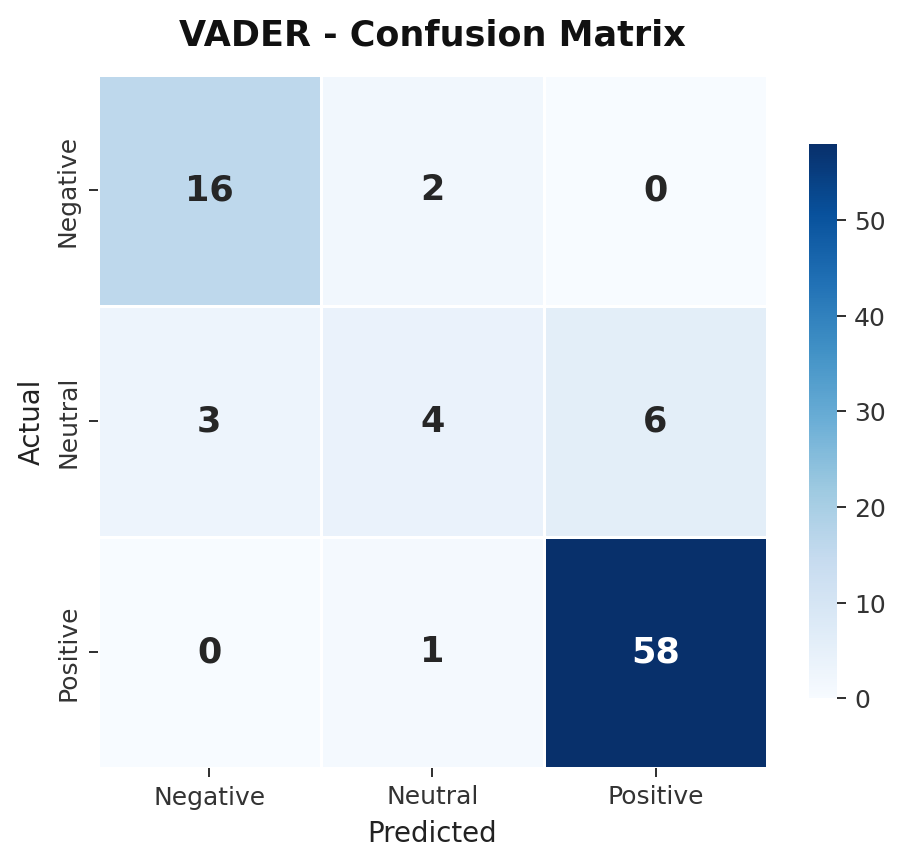 VADER - Confusion Matrix
Negative
16
2
0
50
40
Actual
Neutral
3
4
6
30
20
Positive
0
1
58
10
0
Negative
Neutral
Positive
Predicted